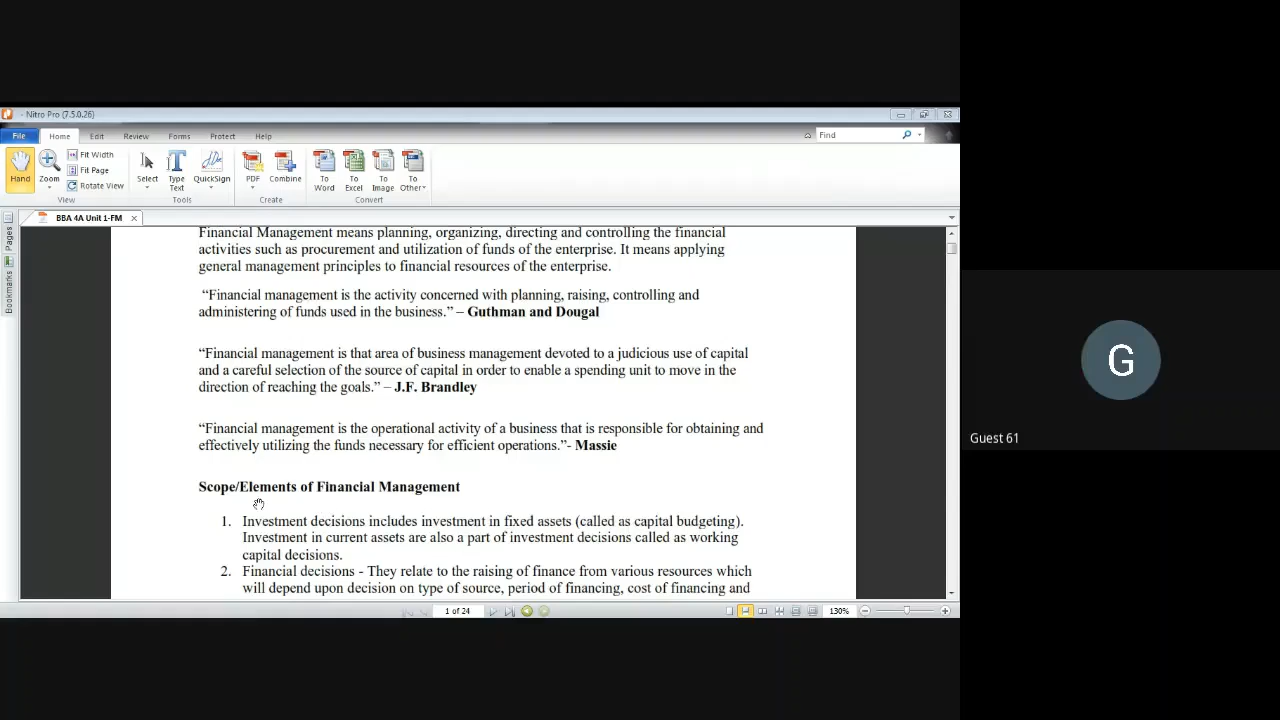 - Nitro Pro (7.5.0.26)
File Home Edit Review Forms Protect Help
Find
Hand
Zoom
Fit Width
Fit Page
Rotate View
View
Select
Type Text
QuickSign
Tools
PDF
Combine
Create
To Word
To Excel
To Image
To Other
Convert
BBA 4A Unit 1-FM
Pages
Bookmarks
Financial Management means planning, organizing, directing and controlling the financial
activities such as procurement and utilization of funds of the enterprise. It means applying
general management principles to financial resources of the enterprise.
“Financial management is the activity concerned with planning, raising, controlling and
administering of funds used in the business.” – Guthman and Dougal
“Financial management is that area of business management devoted to a judicious use of capital
and a careful selection of the source of capital in order to enable a spending unit to move in the
direction of reaching the goals.” – J.F. Brandley
“Financial management is the operational activity of a business that is responsible for obtaining and
effectively utilizing the funds necessary for efficient operations.”- Massie
Scope/Elements of Financial Management
1. Investment decisions includes investment in fixed assets (called as capital budgeting).
Investment in current assets are also a part of investment decisions called as working
capital decisions.
2. Financial decisions - They relate to the raising of finance from various resources which
will depend upon decision on type of source, period of financing, cost of financing and
1 of 24
130%
G
Guest 61